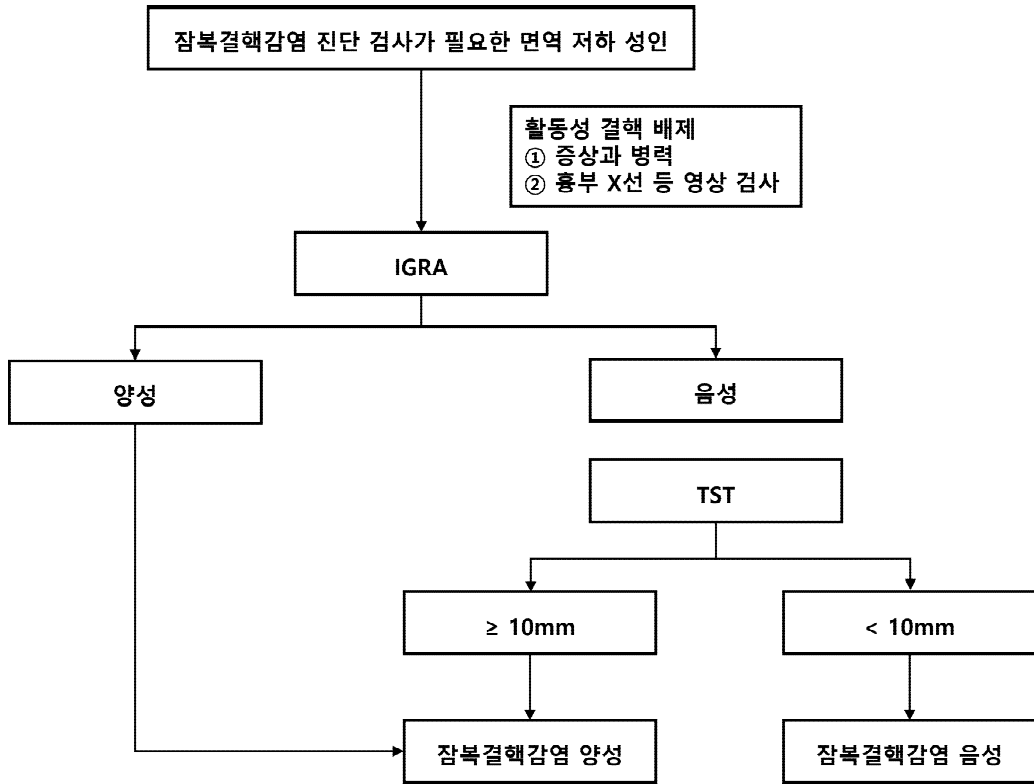 잠복결핵감염 진단 검사가 필요한 면역 저하 성인
활동성 결핵 배제
① 증상과 병력
② 흉부 X선 등 영상 검사
IGRA
양성
음성
TST
≥ 10mm
< 10mm
잠복결핵감염 양성
잠복결핵감염 음성